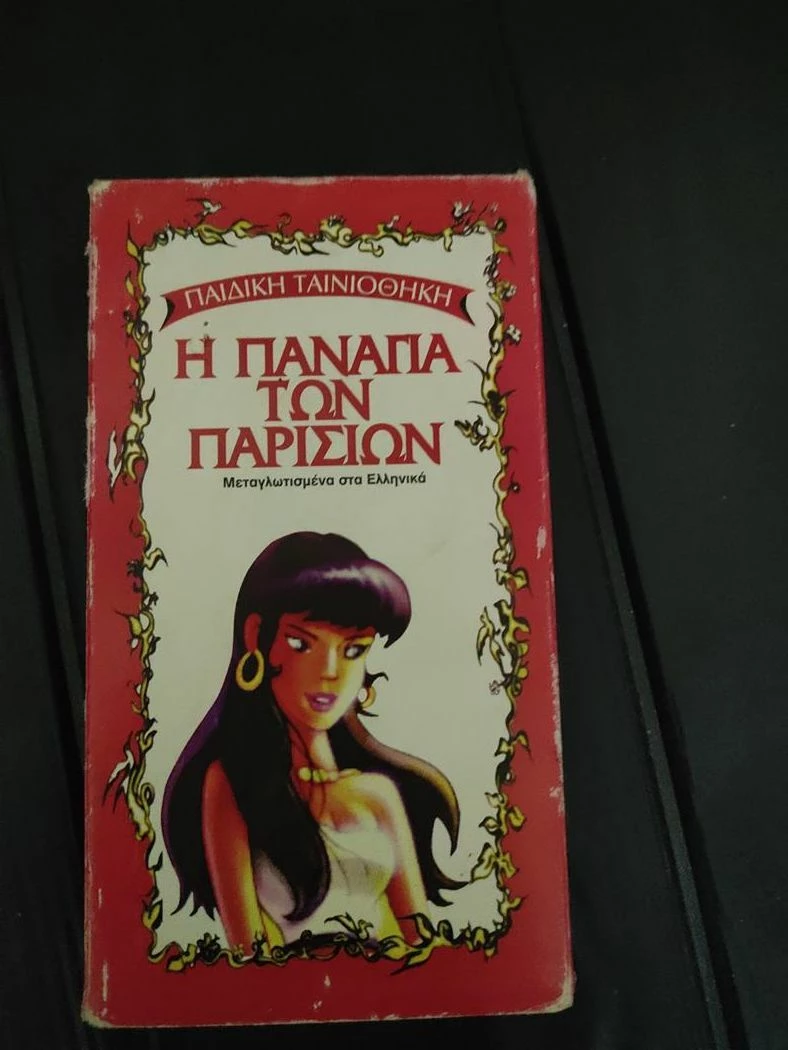 ΠΑΙΔΙΚΗ ΤΑΙΝΙΟΘΗΚΗ
Η ΠΑΝΑΓΙΑ
ΤΩΝ
ΠΑΡΙΣΙΩΝ
Μεταγλωτισμένα στα Ελληνικά